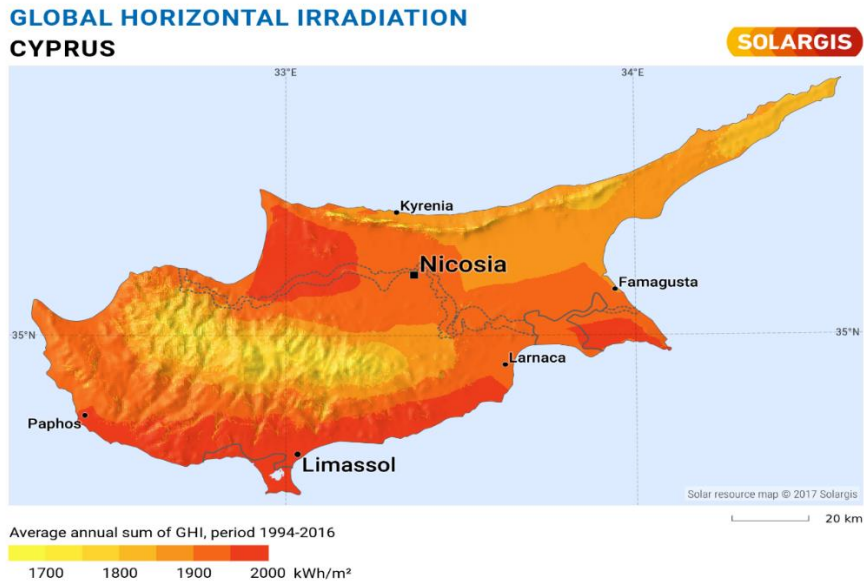 GLOBAL HORIZONTAL IRRADIATION
CYPRUS
SOLARGIS
33°E
34°E
Kyrenia
Nicosia
Famagusta
35°N
35°N
Larnaca
Paphos
Limassol
Solar resource map © 2017 Solargis
20 km
Average annual sum of GHI, period 1994-2016
1700 1800 1900 2000 kWh/m²